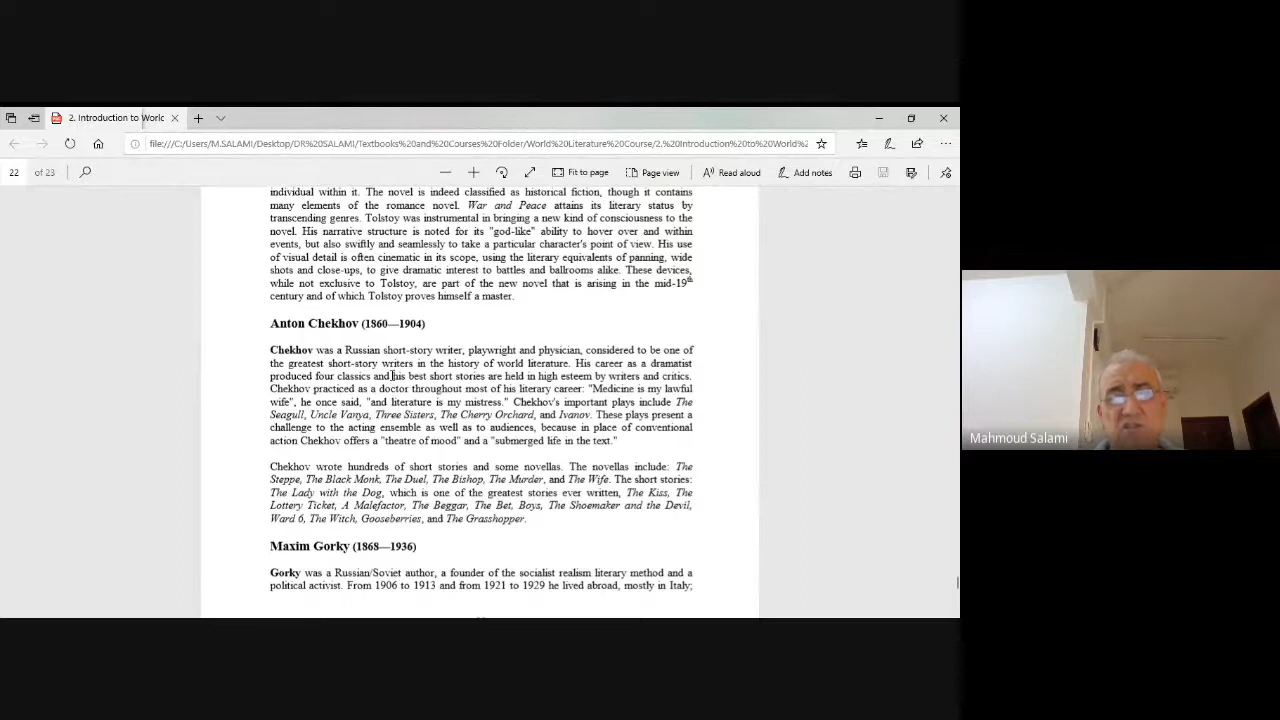 2. Introduction to World
file:///C:/Users/M.SALAMI/Desktop/DR%20SALAMI/Textbooks%20and%20Courses%20Folder/World%20Literature%20Course/2.%20Introduction%20to%20World%2
22 of 23
Fit to page
Page view
Read aloud
Add notes
individual within it. The novel is indeed classified as historical fiction, though it contains
many elements of the romance novel. War and Peace attains its literary status by
transcending genres. Tolstoy was instrumental in bringing a new kind of consciousness to the
novel. His narrative structure is noted for its "god-like" ability to hover over and within
events, but also swiftly and seamlessly to take a particular character's point of view. His use
of visual detail is often cinematic in its scope, using the literary equivalents of panning, wide
shots and close-ups, to give dramatic interest to battles and ballrooms alike. These devices,
while not exclusive to Tolstoy, are part of the new novel that is arising in the mid-19th
century and of which Tolstoy proves himself a master.
Anton Chekhov (1860—1904)
Chekhov was a Russian short-story writer, playwright and physician, considered to be one of
the greatest short-story writers in the history of world literature. His career as a dramatist
produced four classics and his best short stories are held in high esteem by writers and critics.
Chekhov practiced as a doctor throughout most of his literary career: "Medicine is my lawful
wife", he once said, "and literature is my mistress." Chekhov's important plays include The
Seagull, Uncle Vanya, Three Sisters, The Cherry Orchard, and Ivanov. These plays present a
challenge to the acting ensemble as well as to audiences, because in place of conventional
action Chekhov offers a "theatre of mood" and a "submerged life in the text."
Chekhov wrote hundreds of short stories and some novellas. The novellas include: The
Steppe, The Black Monk, The Duel, The Bishop, The Murder, and The Wife. The short stories:
The Lady with the Dog, which is one of the greatest stories ever written, The Kiss, The
Lottery Ticket, A Malefactor, The Beggar, The Bet, Boys, The Shoemaker and the Devil,
Ward 6, The Witch, Gooseberries, and The Grasshopper.
Maxim Gorky (1868—1936)
Gorky was a Russian/Soviet author, a founder of the socialist realism literary method and a
political activist. From 1906 to 1913 and from 1921 to 1929 he lived abroad, mostly in Italy;
Mahmoud Salami